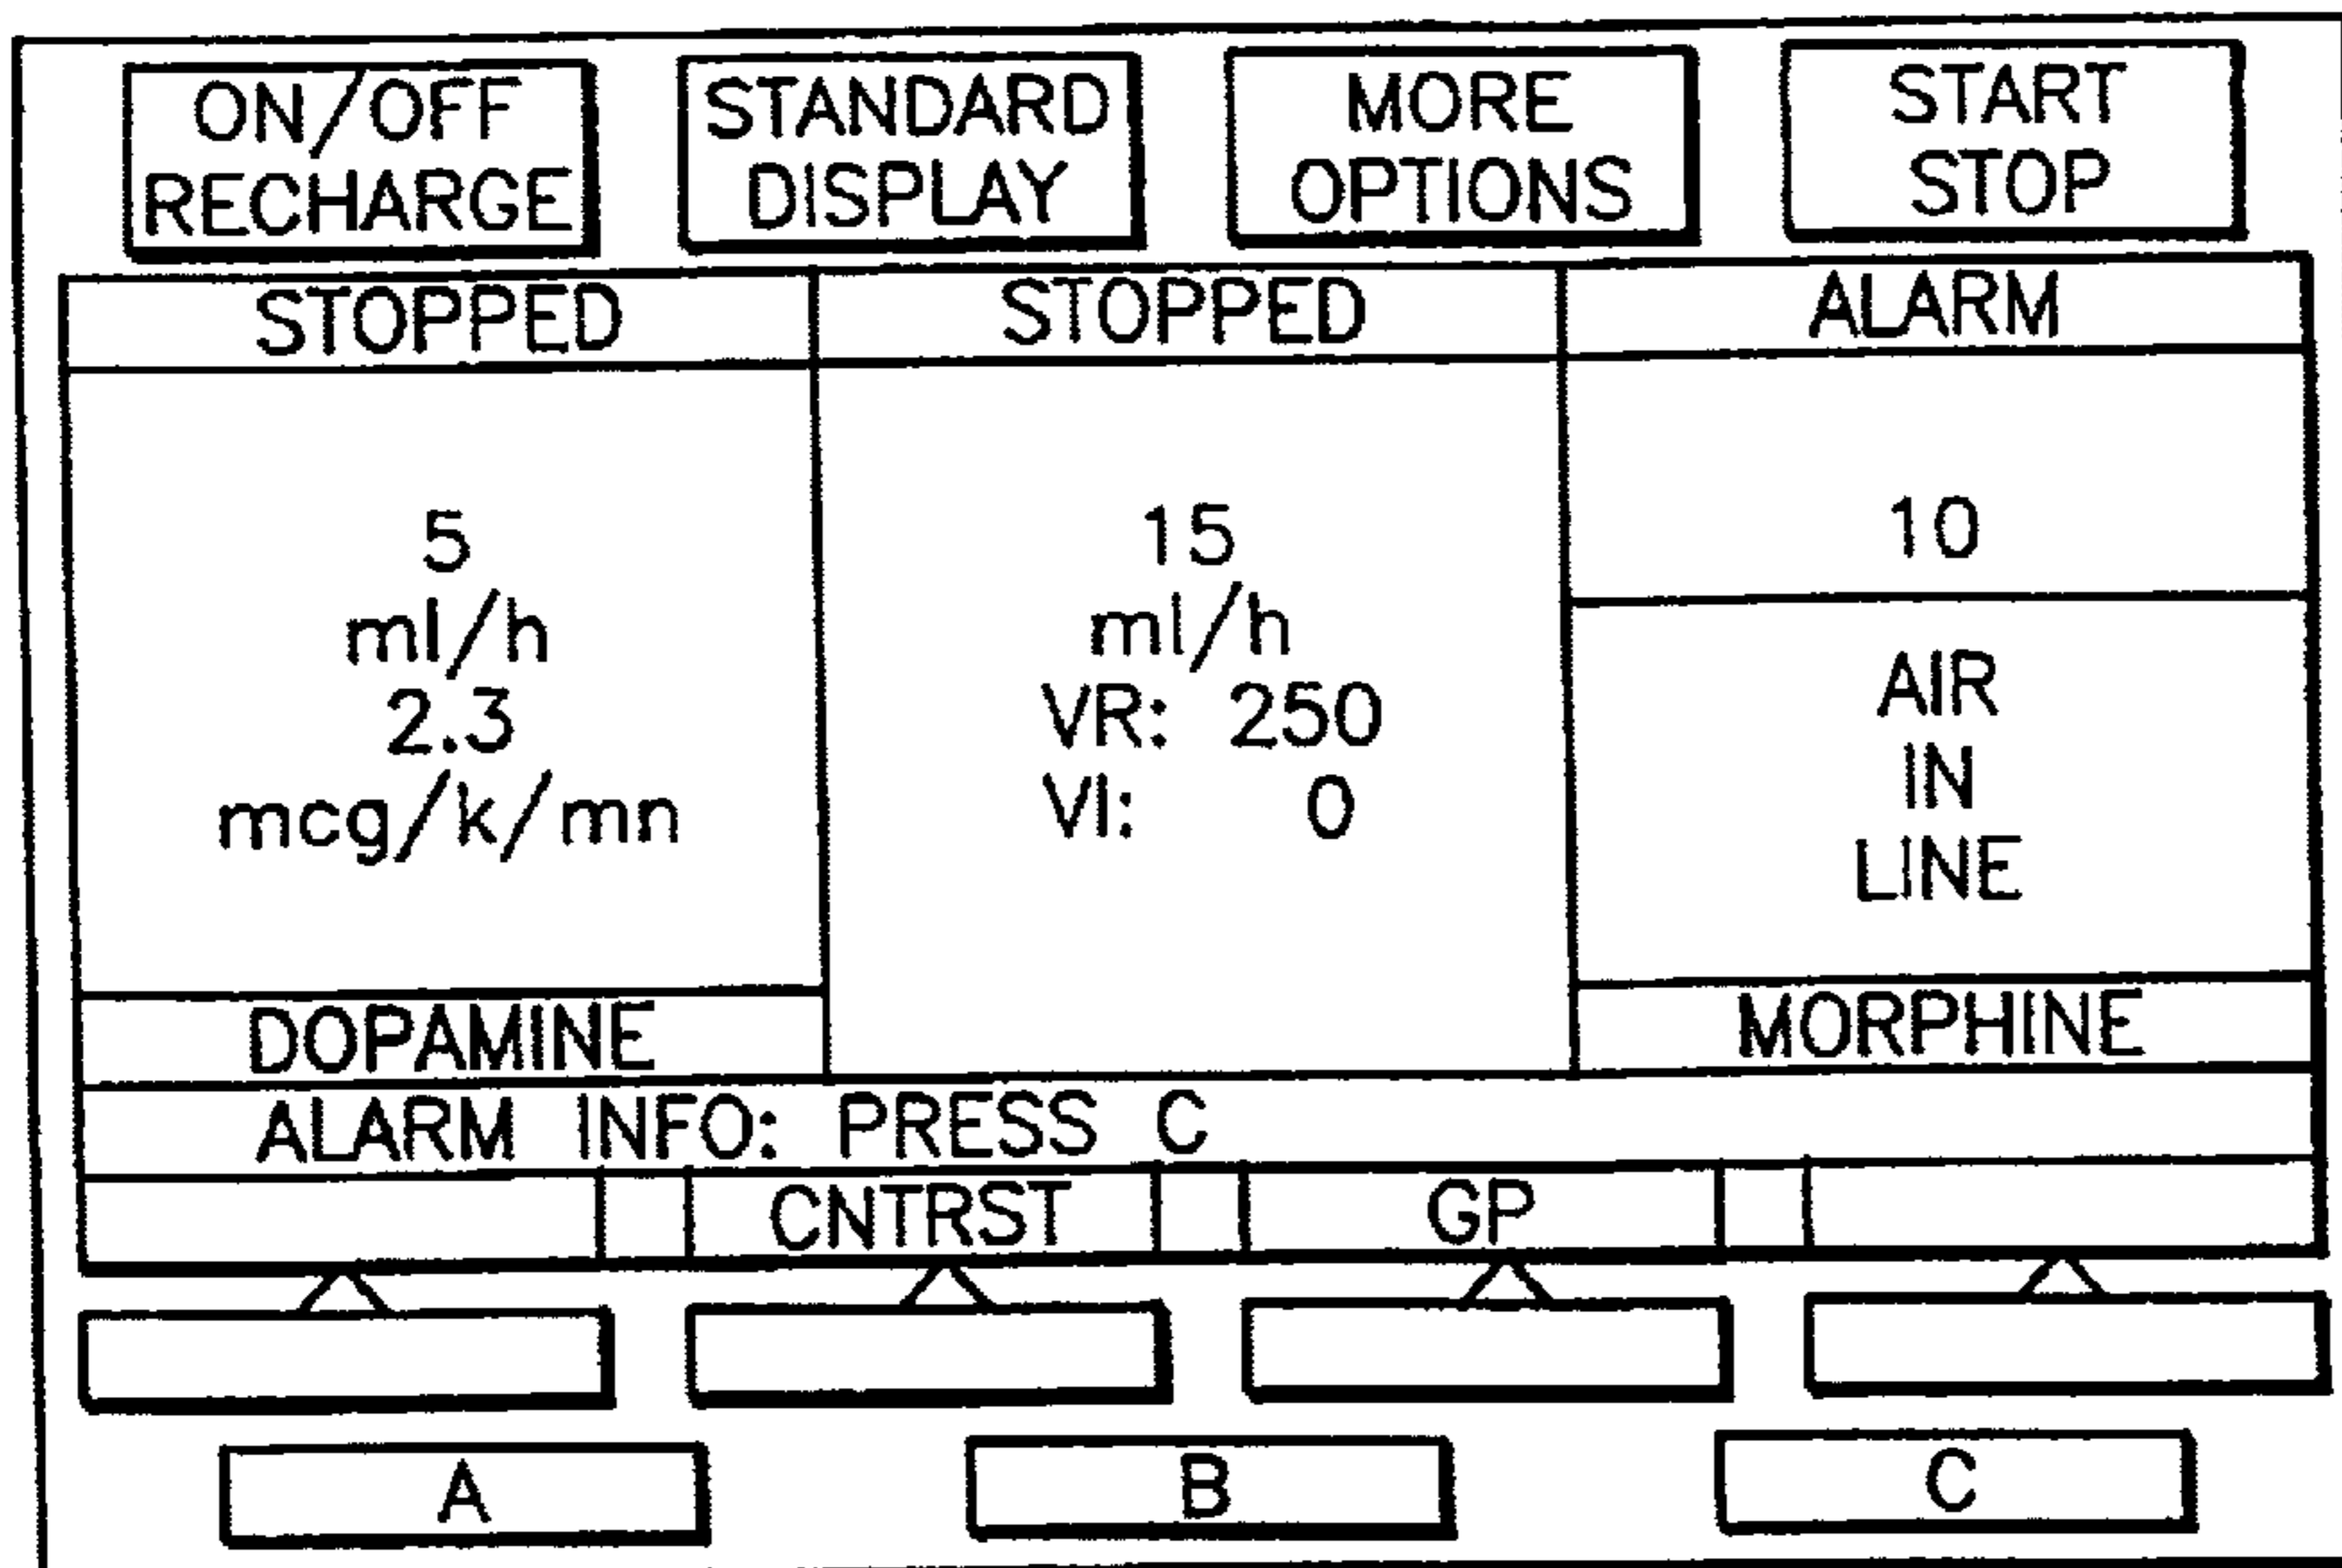 ON/OFF
RECHARGE
STANDARD
DISPLAY
MORE
OPTIONS
START
STOP
STOPPED
STOPPED
ALARM
5
ml/h
2.3
mcg/k/mn
DOPAMINE
15
ml/h
VR: 250
VI: 0
10
AIR
IN
LINE
MORPHINE
ALARM INFO: PRESS C
CNTRST
GP
A
B
C